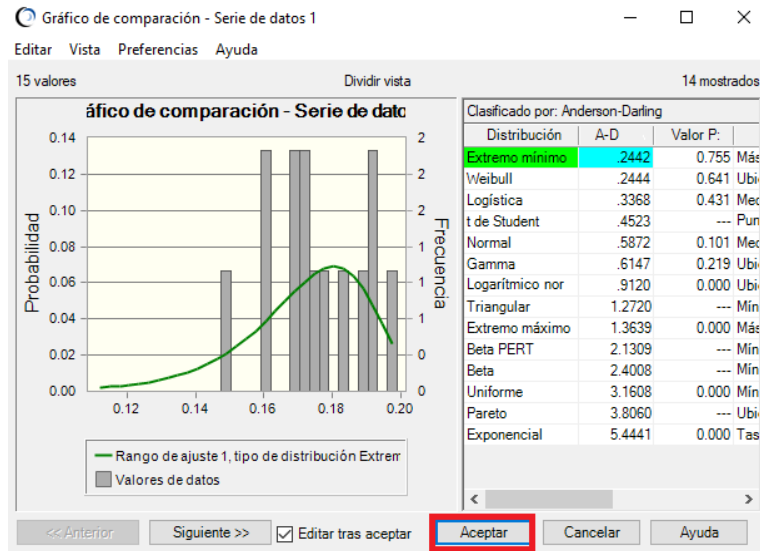 Gráfico de comparación - Serie de datos 1
Editar Vista Preferencias Ayuda
15 valores Dividir vista 14 mostrados
áfico de comparación - Serie de dato
0.14
0.12
0.10
0.08
0.06
0.04
0.02
0.00
Probabilidad
0.12 0.14 0.16 0.18 0.20
2
2
2
1
1
1
0
0
Frecuencia
Rango de ajuste 1, tipo de distribución Extrem
Valores de datos
Clasificado por: Anderson-Darling
Distribución A-D Valor P:
Extremo mínimo .2442 0.755 Más
Weibull .2444 0.641 Ubi
Logística .3368 0.431 Med
t de Student .4523 --- Pun
Normal .5872 0.101 Med
Gamma .6147 0.219 Ubi
Logarítmico nor .9120 0.000 Ubi
Triangular 1.2720 --- Mín
Extremo máximo 1.3639 0.000 Más
Beta PERT 2.1309 --- Mín
Beta 2.4008 --- Mín
Uniforme 3.1608 0.000 Mín
Pareto 3.8060 --- Ubi
Exponencial 5.4441 0.000 Tas
<< Anterior Siguiente >> Editar tras aceptar Aceptar Cancelar Ayuda